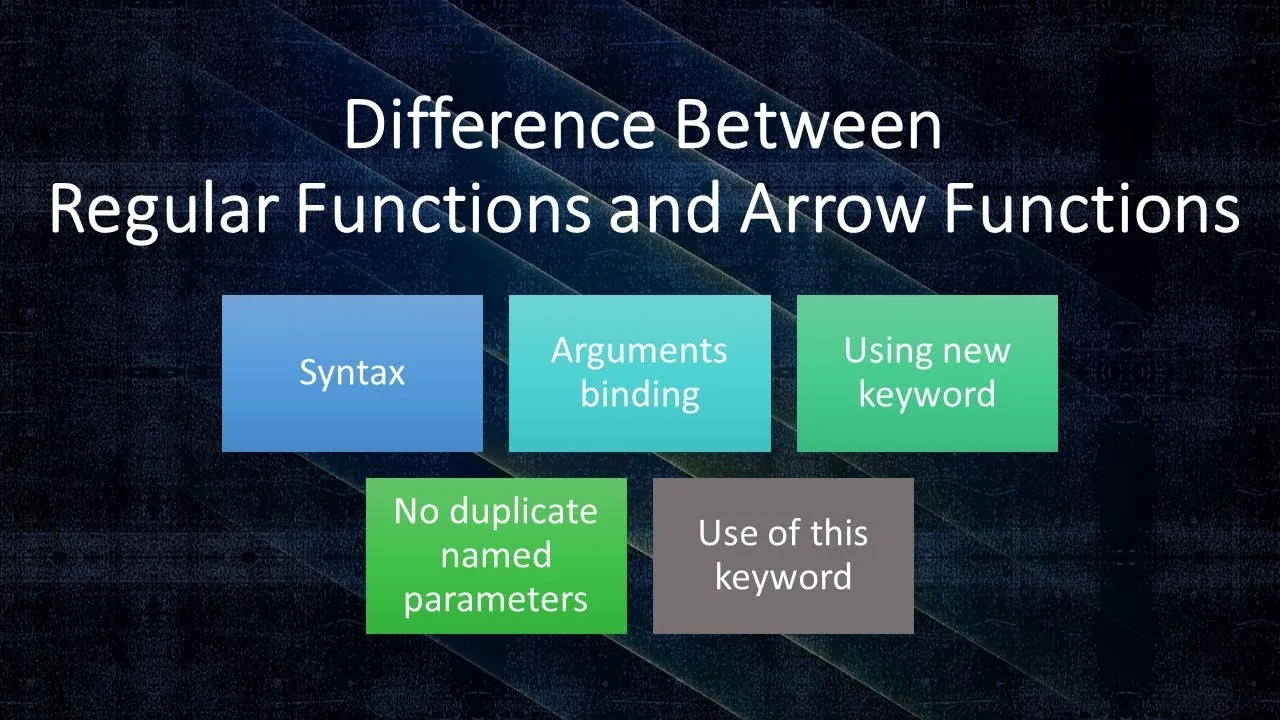 Difference Between
Regular Functions and Arrow Functions
Syntax
Arguments
binding
Using new
keyword
No duplicate
named
parameters
Use of this
keyword